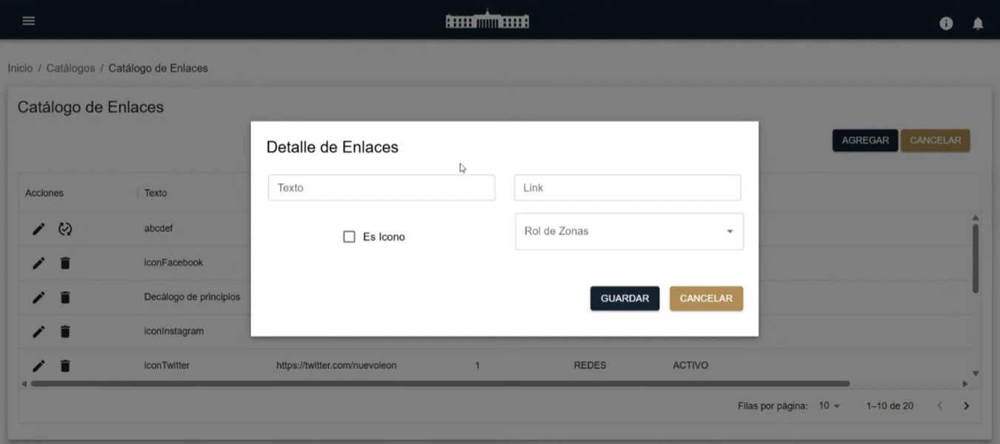 Inicio / Catálogos / Catálogo de Enlaces
Catálogo de Enlaces
AGREGAR CANCELAR
Detalle de Enlaces
Texto Link
Es Icono Rol de Zonas
GUARDAR CANCELAR
Acciones Texto
abcdef
iconFacebook
Decálogo de principios
iconInstagram
iconTwitter https://twitter.com/nuevoleon 1 REDES ACTIVO
Filas por página: 10 1–10 de 20